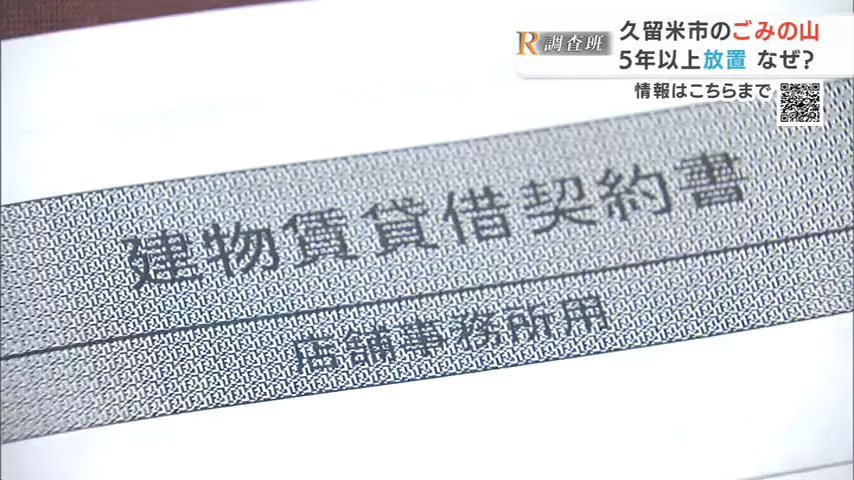 R調査班
久留米市のごみの山
5年以上放置 なぜ?
情報はこちらまで
建物賃貸借契約書
店舗事務所用